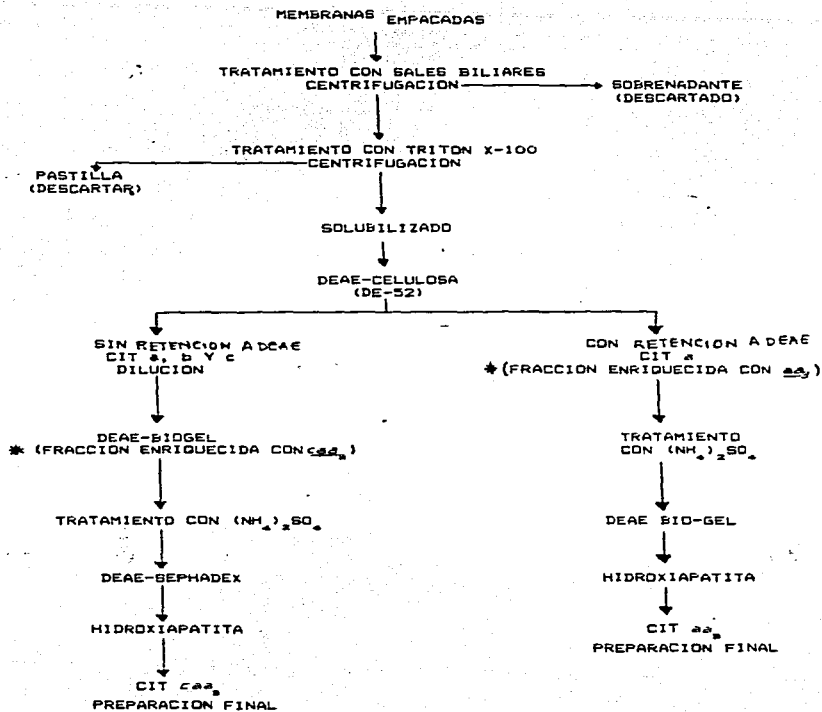 MEMBRANAS EMPACADAS
TRATAMIENTO CON SALES BILIARES
CENTRIFUGACION
SOBRENADANTE
(DESCARTADO)
TRATAMIENTO CON TRITON X-100
CENTRIFUGACION
PASTILLA
(DESCARTAR)
SOLUBILIZADO
DEAE-CELULOSA
(DE-52)
SIN RETENCION A DEAE
CIT a, b Y c
DILUCION
DEAE-BIOGEL
* (FRACCION ENRIQUECIDA CON caa₃)
TRATAMIENTO CON (NH₄)₂SO₄
DEAE-SEPHADEX
HIDROXIAPATITA
CIT caa₃
PREPARACION FINAL
CON RETENCION A DEAE
CIT a
* (FRACCION ENRIQUECIDA CON aa₃)
TRATAMIENTO
CON (NH₄)₂SO₄
DEAE BIO-GEL
HIDROXIAPATITA
CIT aa₃
PREPARACION FINAL